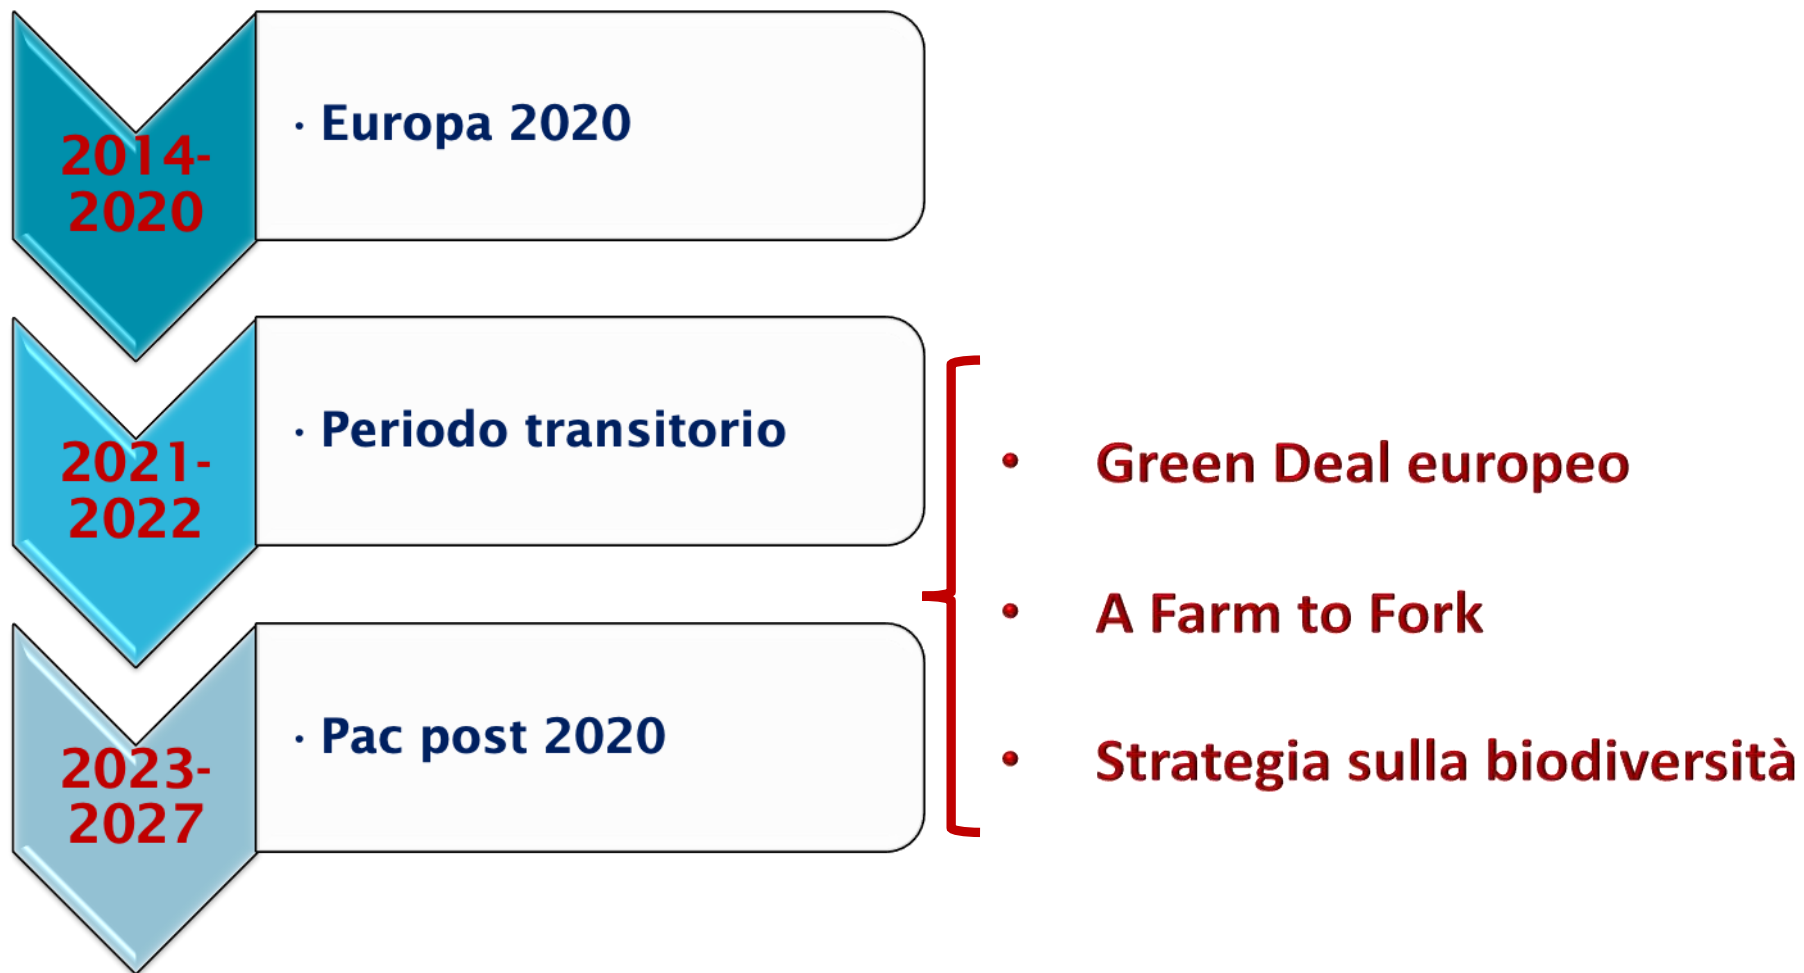 2014-
2020
· Europa 2020
2021-
2022
· Periodo transitorio
2023-
2027
· Pac post 2020
• Green Deal europeo
• A Farm to Fork
• Strategia sulla biodiversità